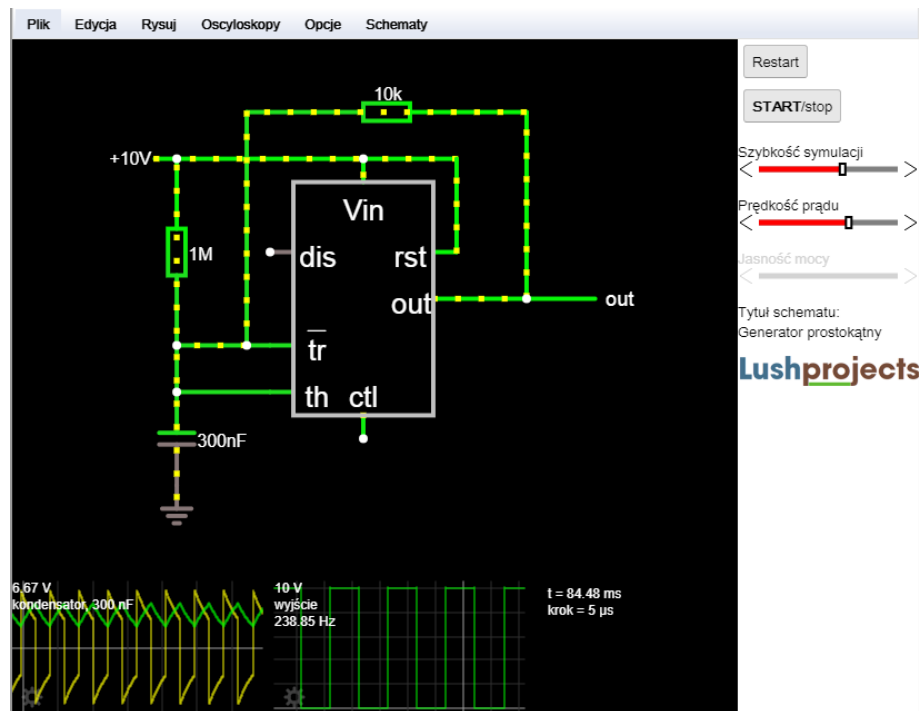 Plik Edycja Rysuj Oscyloskopy Opcje Schematy
Restart
START/stop
Szybkość symulacji
Prędkość prądu
Jasność mocy
Tytuł schematu:
Generator prostokątny
Lushprojects
10k
+10V
Vin
1M
dis
rst
out
out
tr
th
ctl
300nF
6.67 V
kondensator, 300 nF
10 V
wyjście
238.85 Hz
t = 84.48 ms
krok = 5 µs